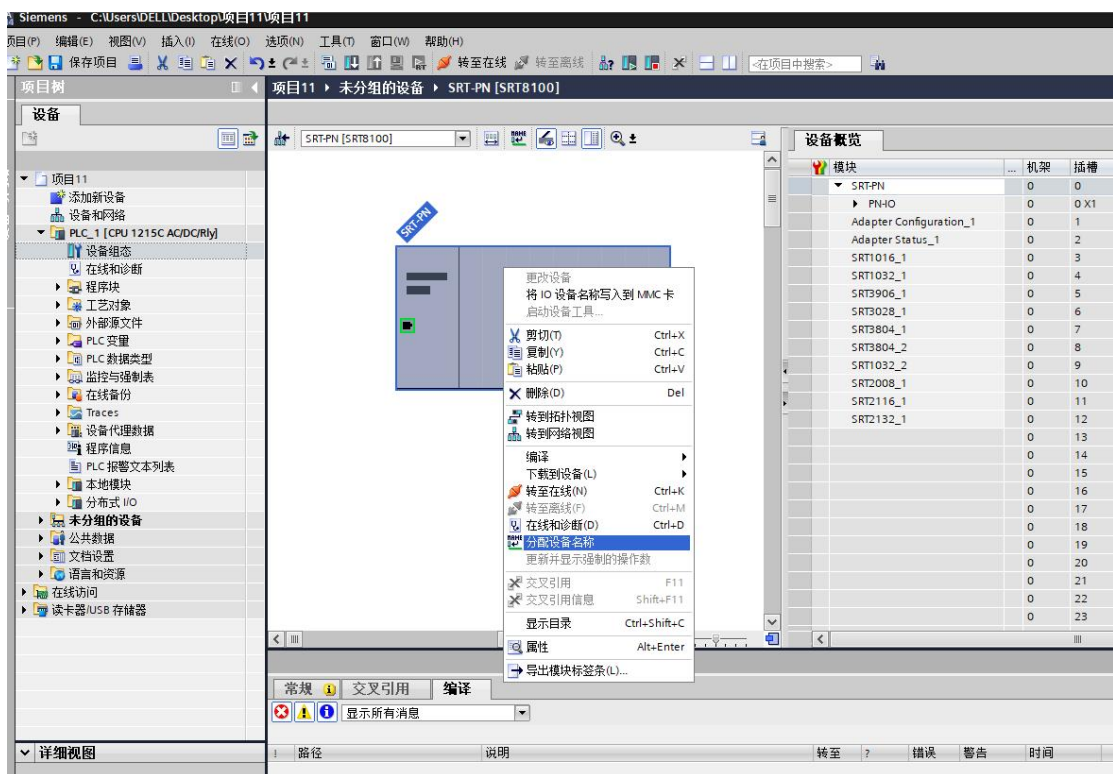 Siemens - C:\Users\DELL\Desktop\项目11\项目11
项目(P) 编辑(E) 视图(V) 插入(I) 在线(O) 选项(N) 工具(T) 窗口(W) 帮助(H)
保存项目 转至在线 转至离线 <在项目中搜索>
项目树
项目11 ▸ 未分组的设备 ▸ SRT-PN [SRT8100]
设备
SRT-PN [SRT8100]
设备概览
项目11
添加新设备
设备和网络
PLC_1 [CPU 1215C AC/DC/Rly]
设备组态
在线和诊断
程序块
工艺对象
外部源文件
PLC 变量
PLC 数据类型
监控与强制表
在线备份
Traces
设备代理数据
程序信息
PLC 报警文本列表
本地模块
分布式 I/O
未分组的设备
公共数据
文档设置
语言和资源
在线访问
读卡器/USB 存储器
详细视图
SRT-PN
更改设备
将 IO 设备名称写入到 MMC 卡
启动设备工具...
剪切(T) Ctrl+X
复制(Y) Ctrl+C
粘贴(P) Ctrl+V
删除(D) Del
转到拓扑视图
转到网络视图
编译
下载到设备(L)
转至在线(N) Ctrl+K
转至离线(F) Ctrl+M
在线和诊断(D) Ctrl+D
分配设备名称
更新并显示强制的操作数
交叉引用 F11
交叉引用信息 Shift+F11
显示目录 Ctrl+Shift+C
属性 Alt+Enter
导出模块标签条(L)...
模块 ... 机架 插槽
SRT-PN 0 0
PN-IO 0 0 X1
Adapter Configuration_1 0 1
Adapter Status_1 0 2
SRT1016_1 0 3
SRT1032_1 0 4
SRT3906_1 0 5
SRT3028_1 0 6
SRT3804_1 0 7
SRT3804_2 0 8
SRT1032_2 0 9
SRT2008_1 0 10
SRT2116_1 0 11
SRT2132_1 0 12
0 13
0 14
0 15
0 16
0 17
0 18
0 19
0 20
0 21
0 22
0 23
常规 交叉引用 编译
显示所有消息
! 路径 说明 转至 ? 错误 警告 时间